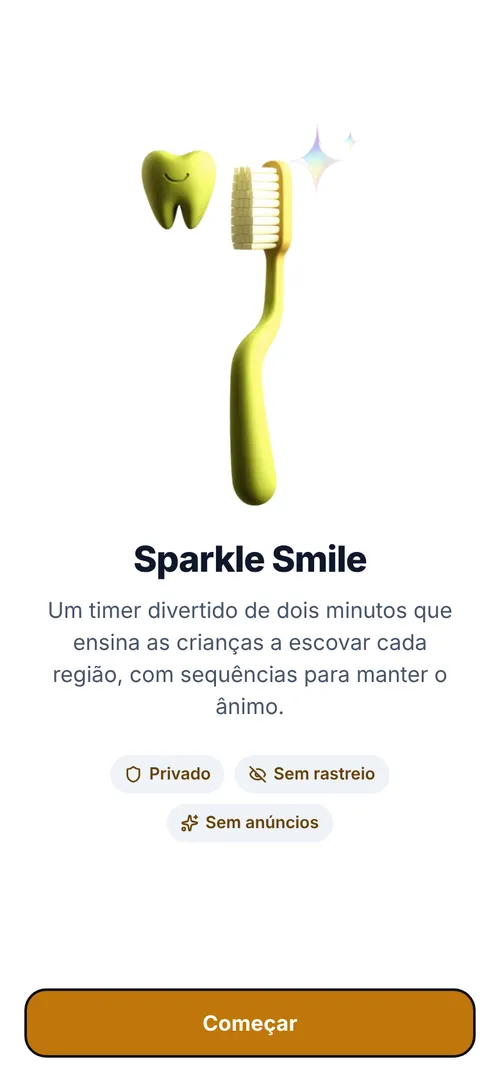 Sparkle Smile
Um timer divertido de dois minutos que
ensina as crianças a escovar cada
região, com sequências para manter o
ânimo.
Privado
Sem rastreio
Sem anúncios
Começar